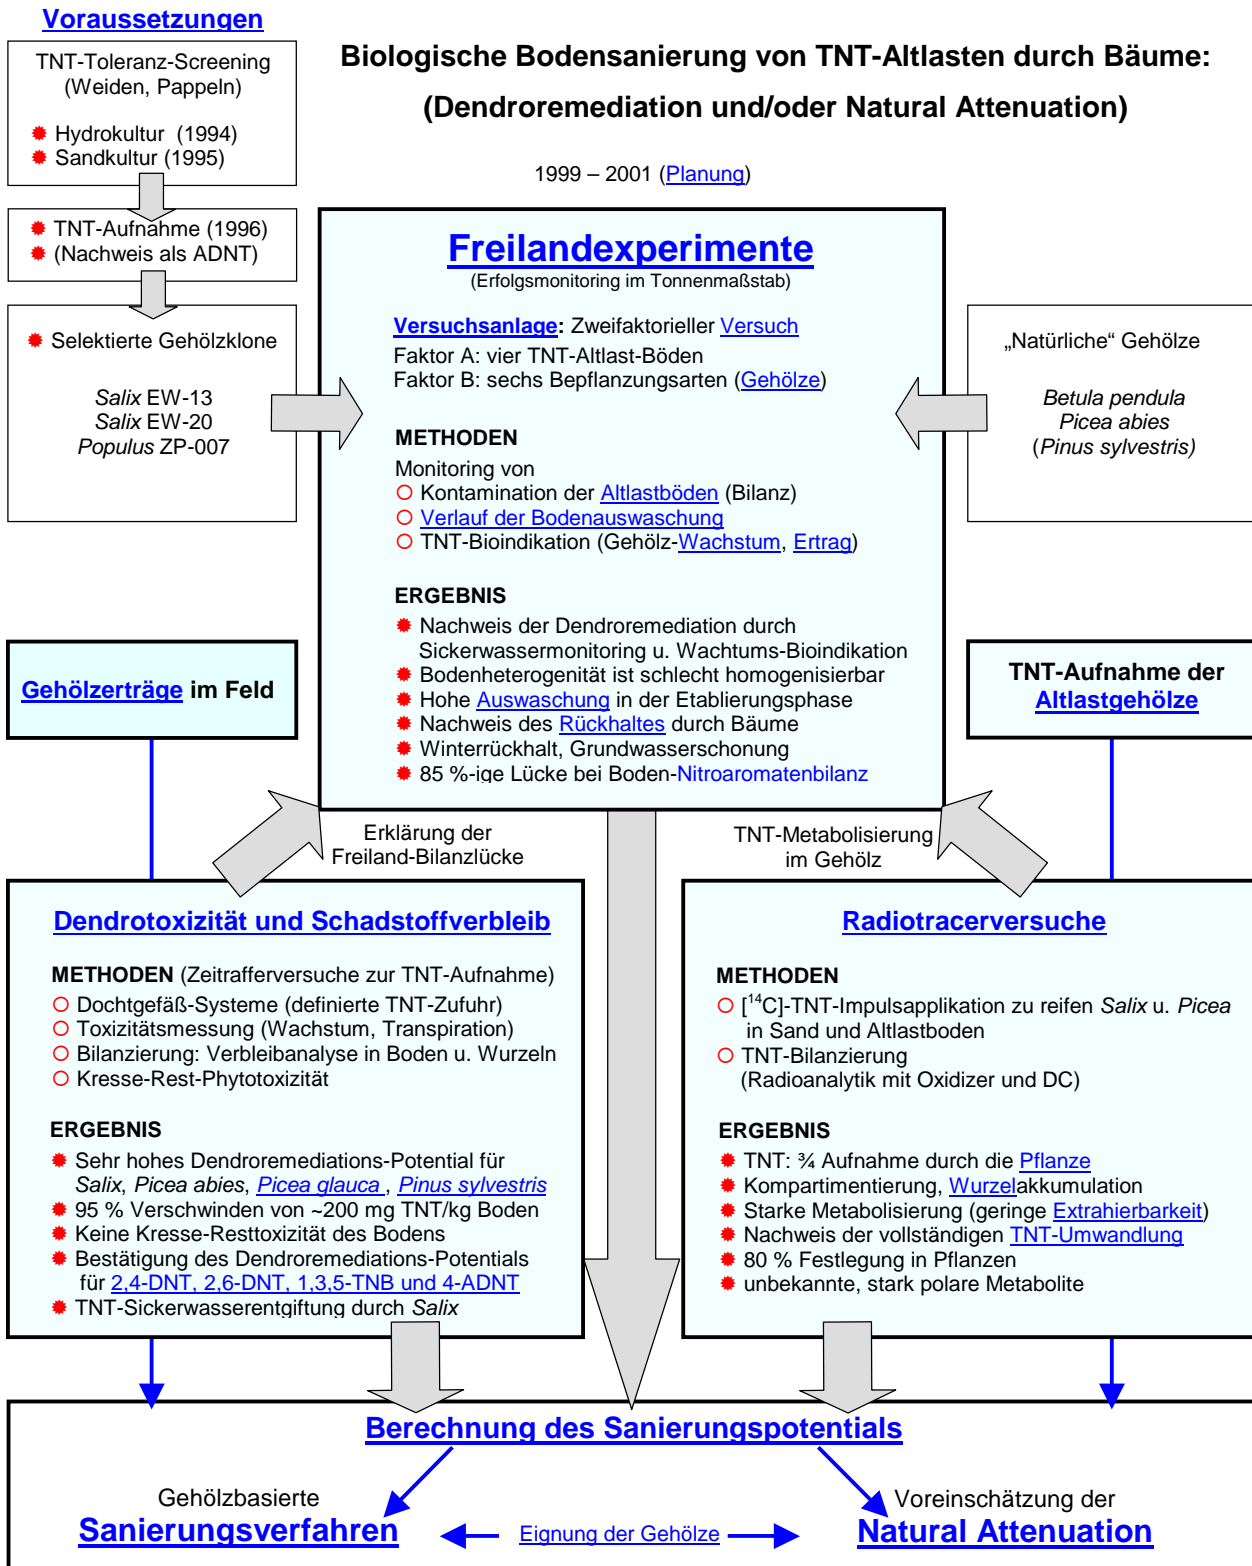 Voraussetzungen
TNT-Toleranz-Screening
(Weiden, Pappeln)
Hydrokultur (1994)
Sandkultur (1995)
TNT-Aufnahme (1996)
(Nachweis als ADNT)
Selektierte Gehölzklone
Salix EW-13
Salix EW-20
Populus ZP-007
Biologische Bodensanierung von TNT-Altlasten durch Bäume:
(Dendroremediation und/oder Natural Attenuation)
1999 – 2001 (Planung)
Freilandexperimente
(Erfolgsmonitoring im Tonnenmaßstab)
Versuchsanlage: Zweifaktorieller Versuch
Faktor A: vier TNT-Altlast-Böden
Faktor B: sechs Bepflanzungsarten (Gehölze)
METHODEN
Monitoring von
Kontamination der Altlastböden (Bilanz)
Verlauf der Bodenauswaschung
TNT-Bioindikation (Gehölz-Wachstum, Ertrag)
ERGEBNIS
Nachweis der Dendroremediation durch
Sickerwassermonitoring u. Wachtums-Bioindikation
Bodenheterogenität ist schlecht homogenisierbar
Hohe Auswaschung in der Etablierungsphase
Nachweis des Rückhaltes durch Bäume
Winterrückhalt, Grundwasserschonung
85 %-ige Lücke bei Boden-Nitroaromatenbilanz
„Natürliche“ Gehölze
Betula pendula
Picea abies
(Pinus sylvestris)
Gehölzerträge im Feld
TNT-Aufnahme der
Altlastgehölze
Erklärung der
Freiland-Bilanzlücke
TNT-Metabolisierung
im Gehölz
Dendrotoxizität und Schadstoffverbleib
METHODEN (Zeitrafferversuche zur TNT-Aufnahme)
Dochtgefäß-Systeme (definierte TNT-Zufuhr)
Toxizitätsmessung (Wachstum, Transpiration)
Bilanzierung: Verbleibanalyse in Boden u. Wurzeln
Kresse-Rest-Phytotoxizität
ERGEBNIS
Sehr hohes Dendroremediations-Potential für
Salix, Picea abies, Picea glauca , Pinus sylvestris
95 % Verschwinden von ~200 mg TNT/kg Boden
Keine Kresse-Resttoxizität des Bodens
Bestätigung des Dendroremediations-Potentials
für 2,4-DNT, 2,6-DNT, 1,3,5-TNB und 4-ADNT
TNT-Sickerwasserentgiftung durch Salix
Radiotracerversuche
METHODEN
[14C]-TNT-Impulsapplikation zu reifen Salix u. Picea
in Sand und Altlastboden
TNT-Bilanzierung
(Radioanalytik mit Oxidizer und DC)
ERGEBNIS
TNT: ¾ Aufnahme durch die Pflanze
Kompartimentierung, Wurzelakkumulation
Starke Metabolisierung (geringe Extrahierbarkeit)
Nachweis der vollständigen TNT-Umwandlung
80 % Festlegung in Pflanzen
unbekannte, stark polare Metabolite
Berechnung des Sanierungspotentials
Gehölzbasierte
Sanierungsverfahren
Eignung der Gehölze
Voreinschätzung der
Natural Attenuation